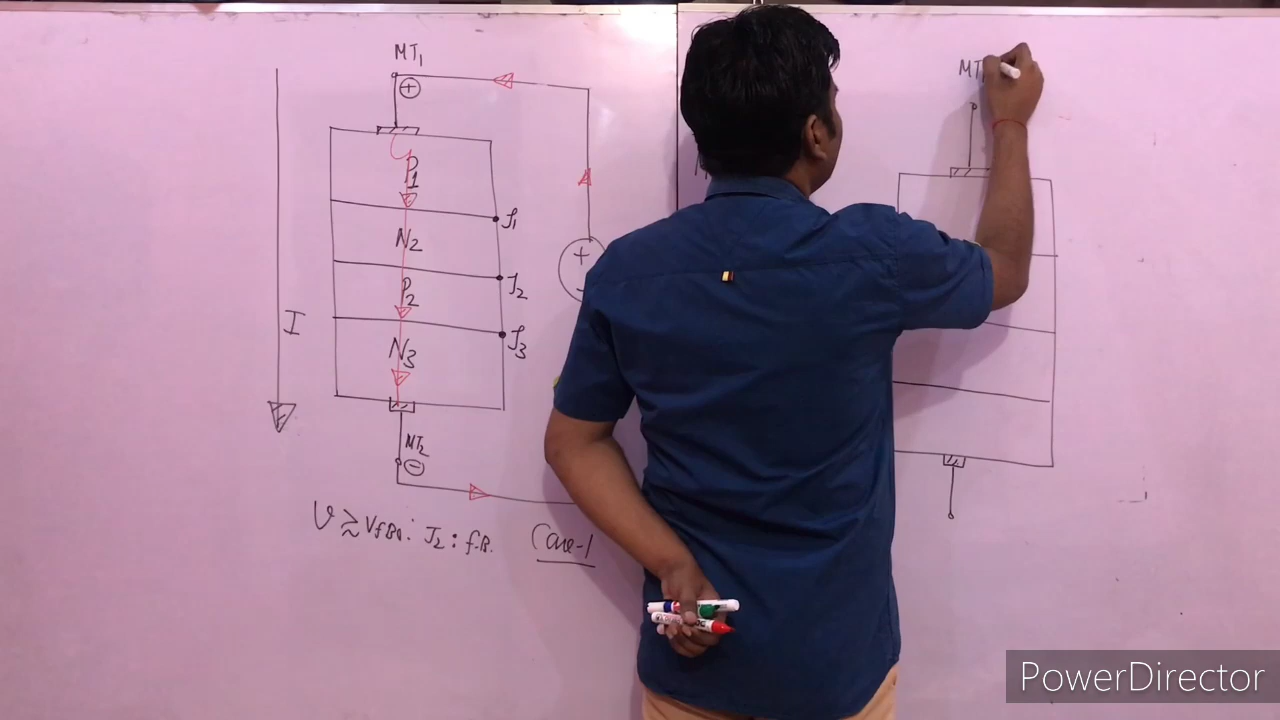 MT1
+
P1
J1
N2
J2
P2
J3
N3
I
MT2
-
+
V ≳ VfBo : J2 : f.B.
Case-1
MT
PowerDirector